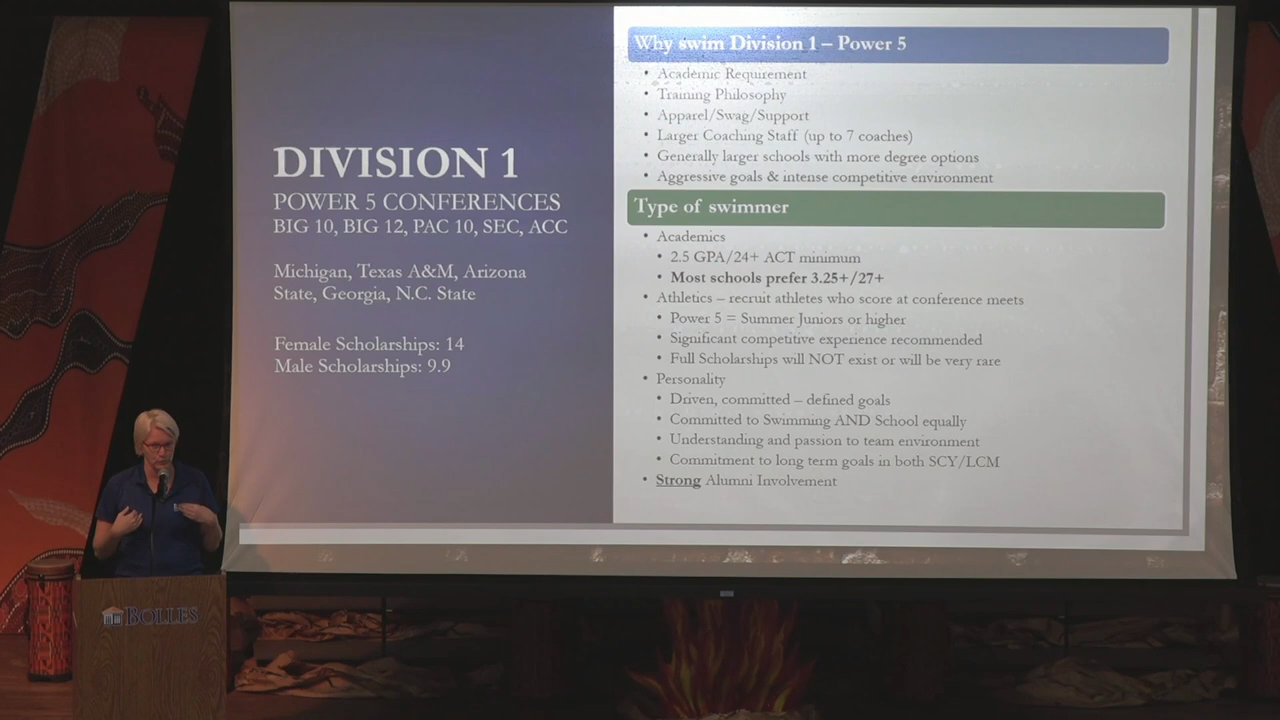 DIVISION 1
POWER 5 CONFERENCES
BIG 10, BIG 12, PAC 10, SEC, ACC
Michigan, Texas A&M, Arizona
State, Georgia, N.C. State
Female Scholarships: 14
Male Scholarships: 9.9
Why swim Division 1 – Power 5
• Academic Requirement
• Training Philosophy
• Apparel/Swag/Support
• Larger Coaching Staff (up to 7 coaches)
• Generally larger schools with more degree options
• Aggressive goals & intense competitive environment
Type of swimmer
• Academics
• 2.5 GPA/24+ ACT minimum
• Most schools prefer 3.25+/27+
• Athletics – recruit athletes who score at conference meets
• Power 5 = Summer Juniors or higher
• Significant competitive experience recommended
• Full Scholarships will NOT exist or will be very rare
• Personality
• Driven, committed – defined goals
• Committed to Swimming AND School equally
• Understanding and passion to team environment
• Commitment to long term goals in both SCY/LCM
• Strong Alumni Involvement
BOLLES